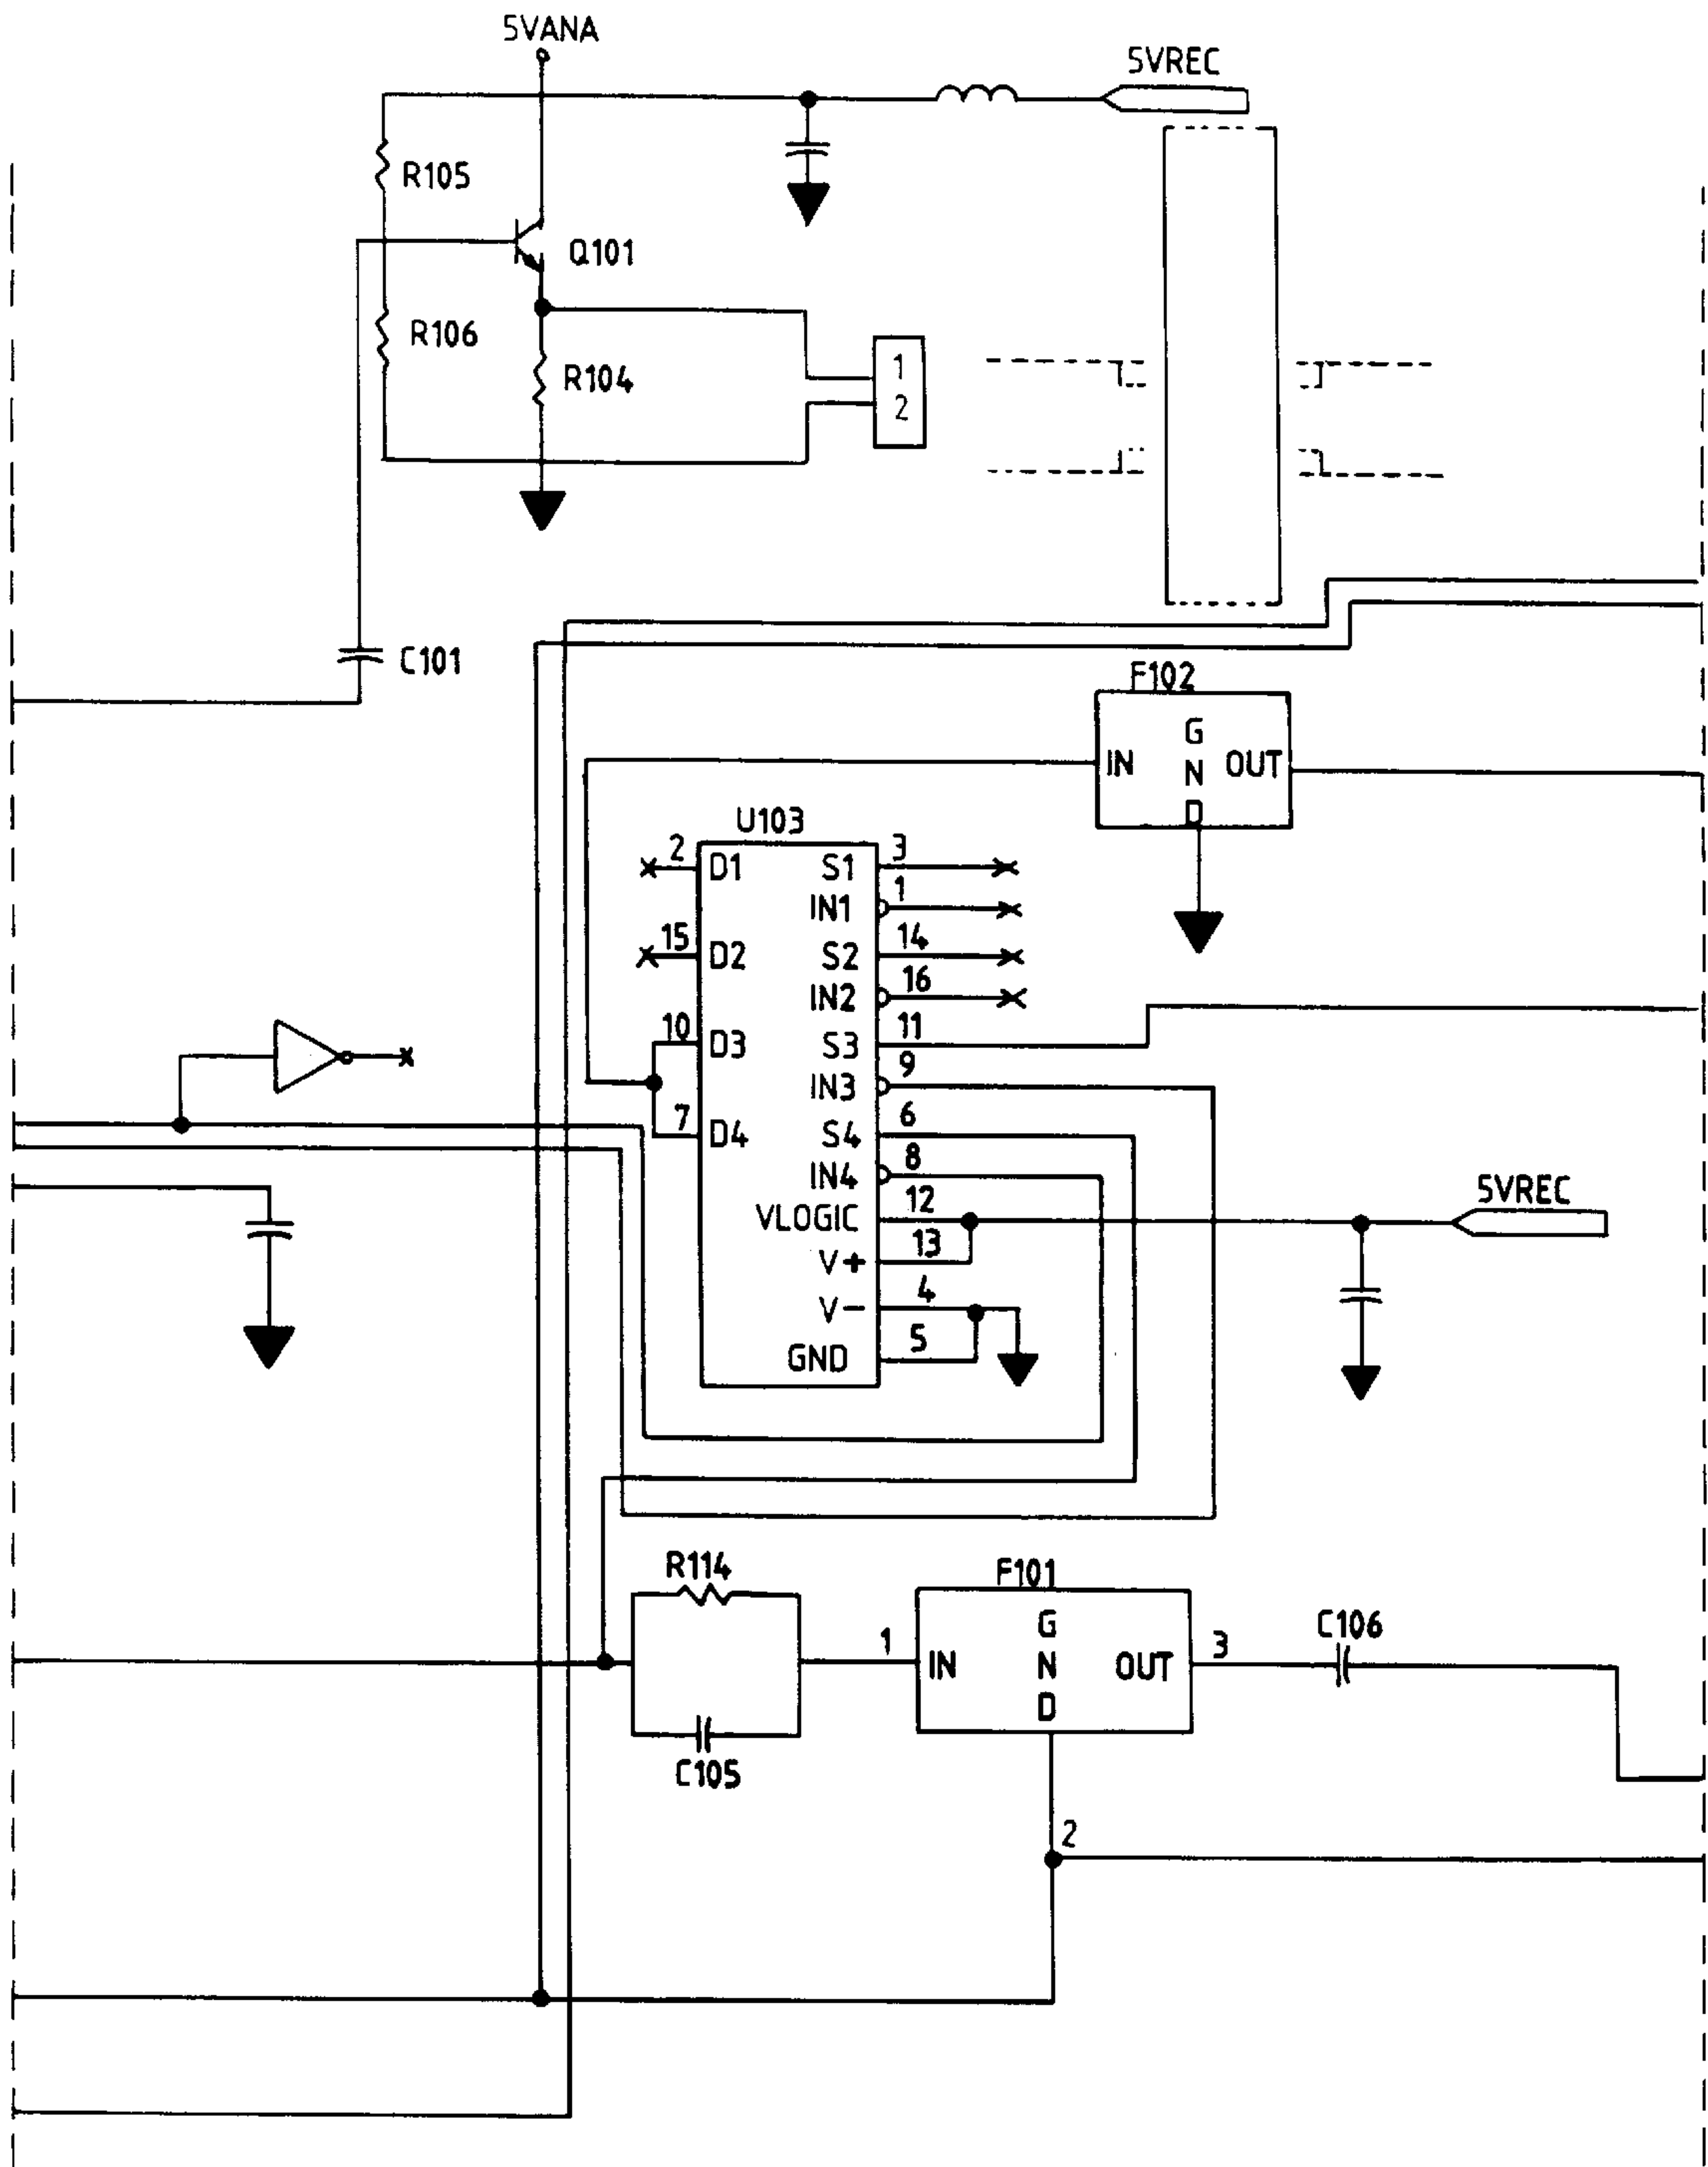 5VANA
5VREC
R105
Q101
R106
R104
1
2
C101
F102
IN GND OUT
U103
2 D1 S1 3
IN1 1
15 D2 S2 14
IN2 16
10 D3 S3 11
IN3 9
7 D4 S4 6
IN4 8
VLOGIC 12
V+ 13
V- 4
GND 5
5VREC
R114
F101
1 IN GND OUT 3
C106
C105
2